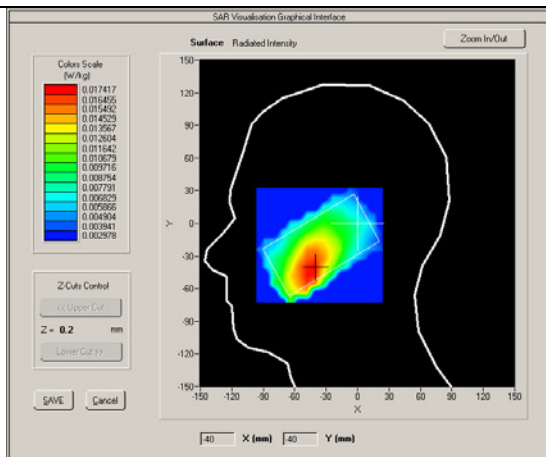 SAR Visualisation Graphical Interface
Surface Radiated Intensity
Zoom In/Out
Colors Scale
(W/kg)
0.017417
0.016455
0.015492
0.014529
0.013567
0.012604
0.011642
0.010679
0.009716
0.008754
0.007791
0.006829
0.005866
0.004904
0.003941
0.002978
Z-Cuts Control
<< Upper Cut
Z = 0.2 mm
Lower Cut >>
SAVE Cancel
Y
150-
120-
90-
60-
30-
0-
-30-
-60-
-90-
-120-
-150-
-150 -120 -90 -60 -30 0 30 60 90 120 150
X
-40 X (mm) -40 Y (mm)